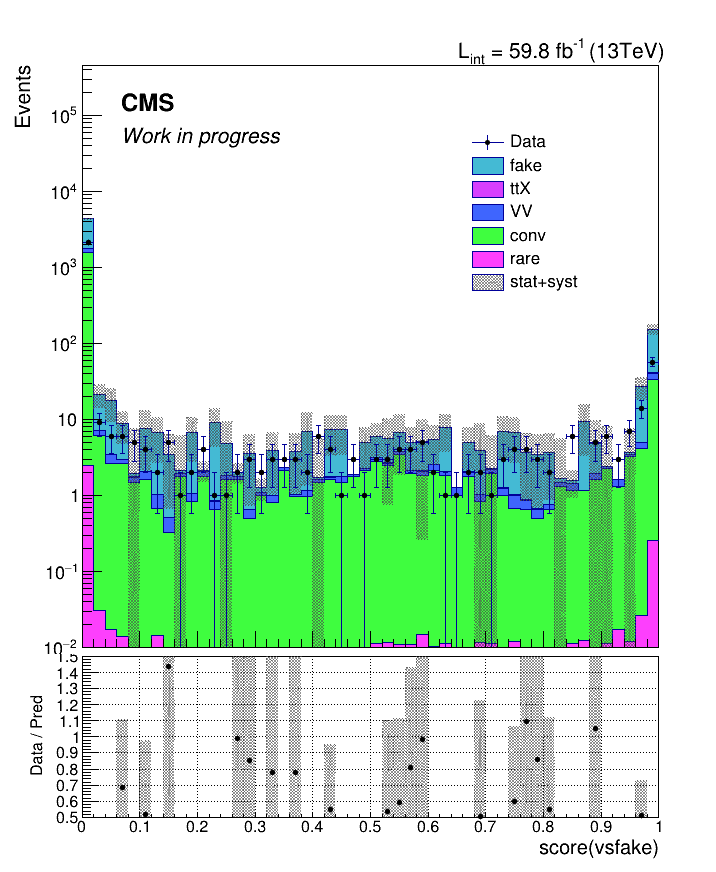 L_int = 59.8 fb^-1 (13TeV)
Events
CMS
Work in progress
Data
fake
ttX
VV
conv
rare
stat+syst
10^5
10^4
10^3
10^2
10
1
10^-1
10^-2
Data / Pred
1.5
1.4
1.3
1.2
1.1
1
0.9
0.8
0.7
0.6
0.5
0 0.1 0.2 0.3 0.4 0.5 0.6 0.7 0.8 0.9 1
score(vsfake)